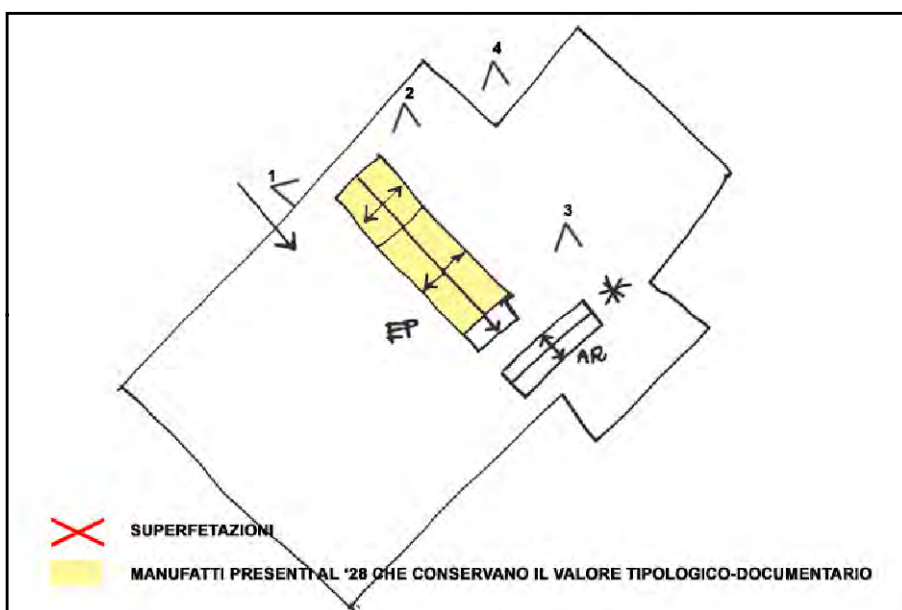 4
2
1
3
EP
AR
SUPERFETAZIONI
MANUFATTI PRESENTI AL '28 CHE CONSERVANO IL VALORE TIPOLOGICO-DOCUMENTARIO